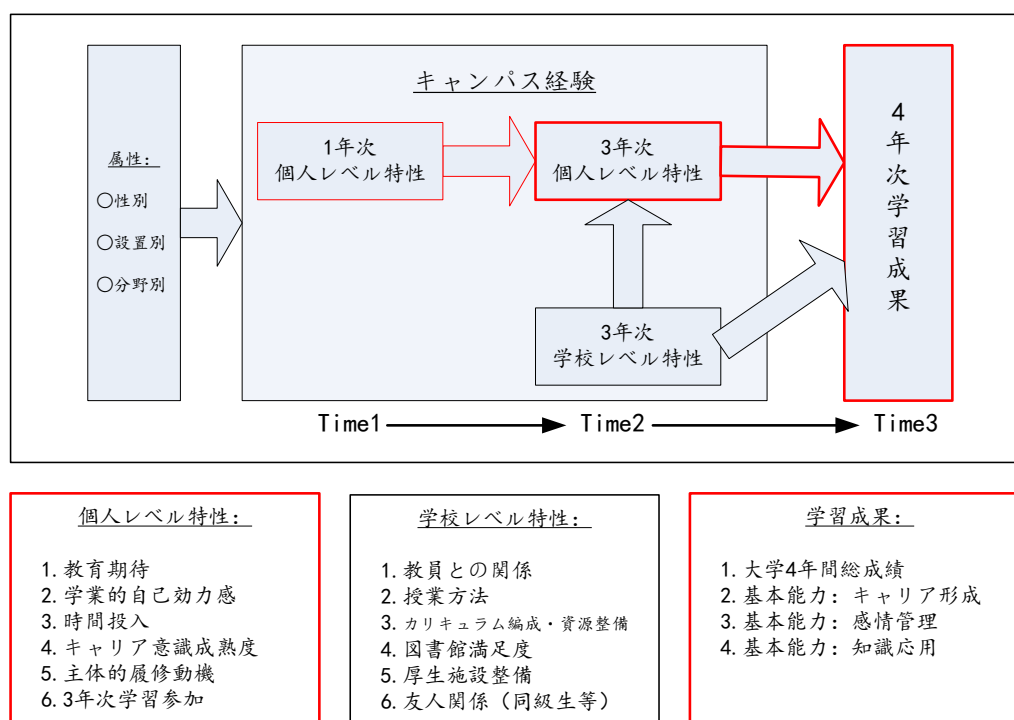 キャンパス経験
属性:
○性別
○設置別
○分野別
1年次
個人レベル特性
3年次
個人レベル特性
3年次
学校レベル特性
4年次学習成果
Time1
Time2
Time3
個人レベル特性:
1. 教育期待
2. 学業的自己効力感
3. 時間投入
4. キャリア意識成熟度
5. 主体的履修動機
6. 3年次学習参加
学校レベル特性:
1. 教員との関係
2. 授業方法
3. カリキュラム編成・資源整備
4. 図書館満足度
5. 厚生施設整備
6. 友人関係（同級生等）
学習成果:
1. 大学4年間総成績
2. 基本能力: キャリア形成
3. 基本能力: 感情管理
4. 基本能力: 知識応用